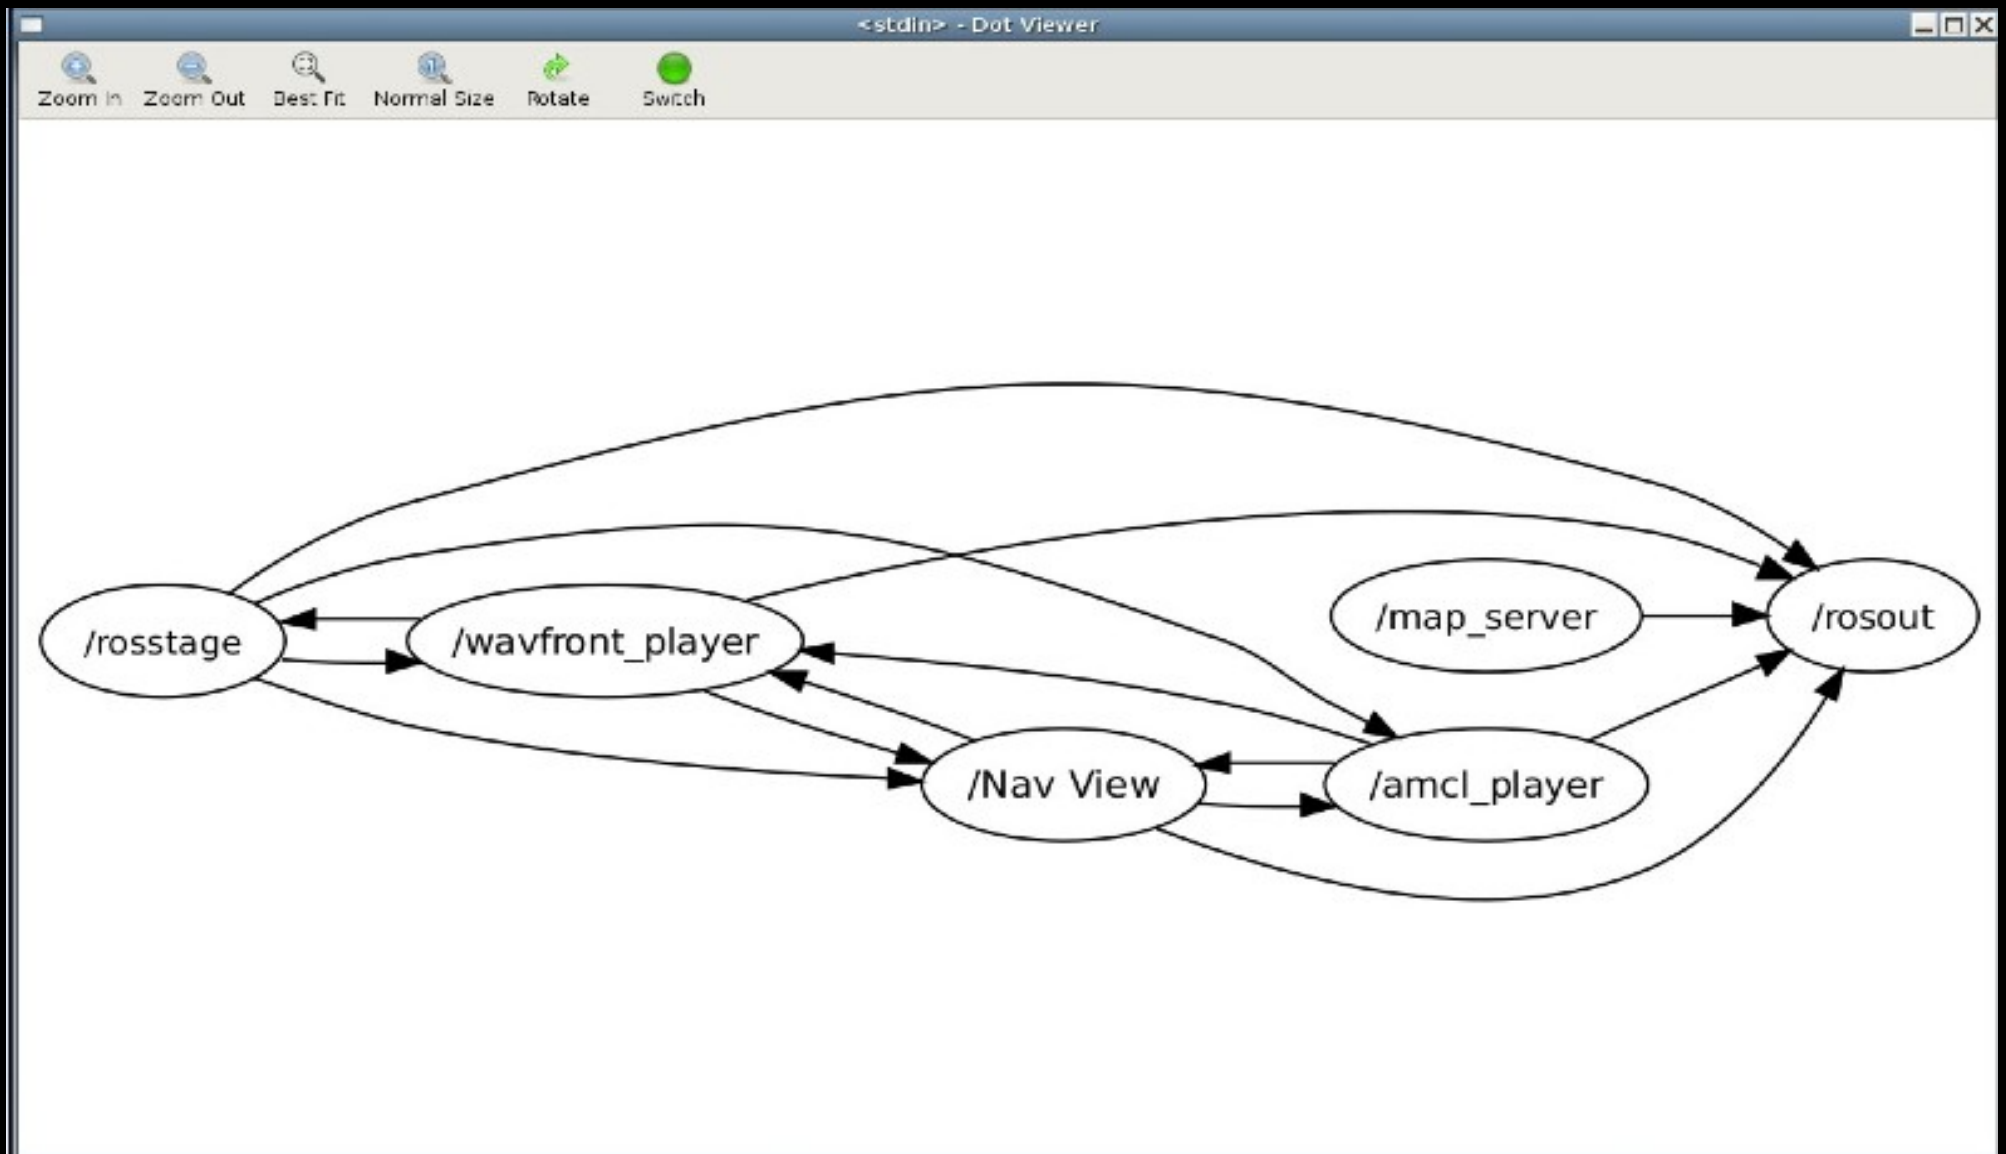 <stdin> - Dot Viewer
Zoom In Zoom Out Best Fit Normal Size Rotate Switch
/map_server /rosout
/rosstage /wavfront_player
/Nav View /amcl_player